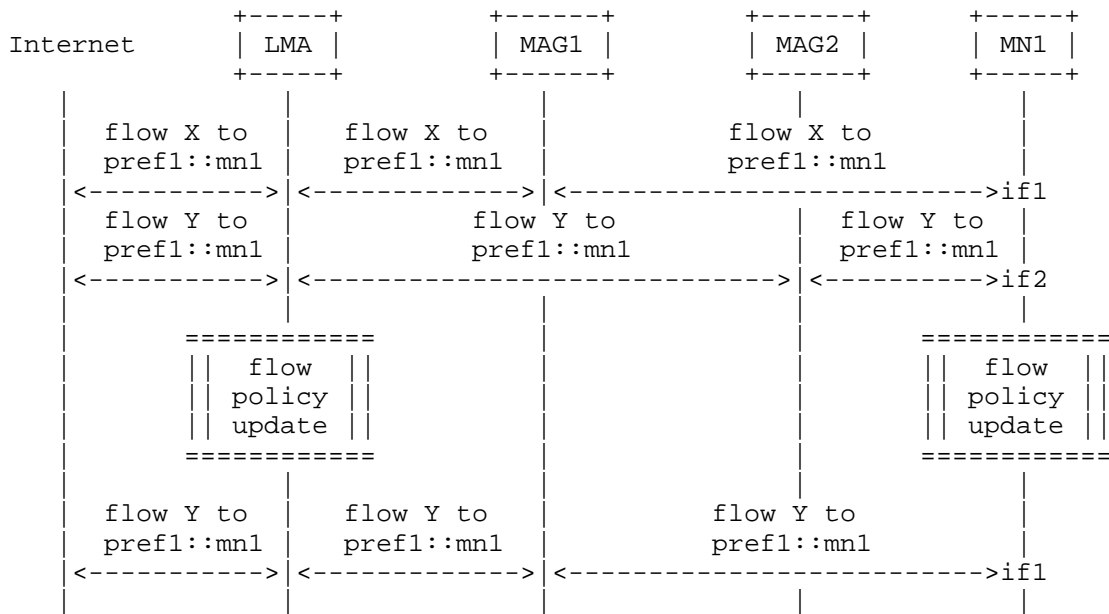 Internet | LMA | | MAG1 | | MAG2 | | MN1 |
flow X to flow X to flow X to
pref1::mn1 pref1::mn1 pref1::mn1
<----------->|<------------->|<-------------------------->if1
flow Y to flow Y to flow Y to
pref1::mn1 pref1::mn1 pref1::mn1
<----------->|<------------------------------>|<---------->if2
============ ============
|| flow || || flow ||
|| policy || || policy ||
|| update || || update ||
============ ============
flow Y to flow Y to flow Y to
pref1::mn1 pref1::mn1 pref1::mn1
<----------->|<------------->|<-------------------------->if1